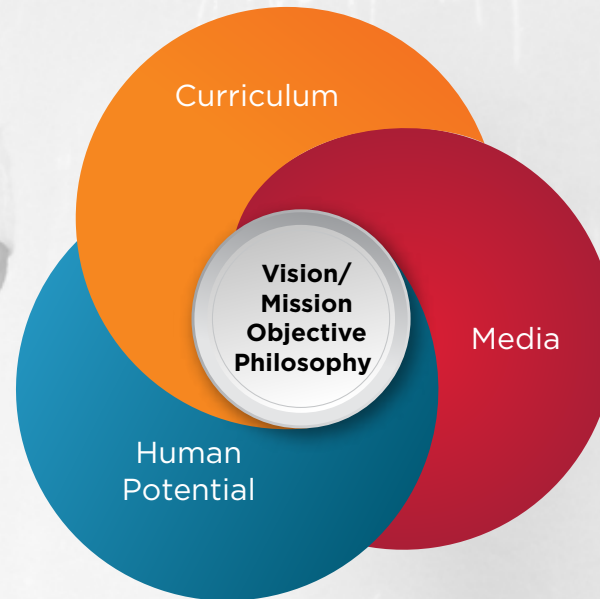 Curriculum
Vision/
Mission
Objective
Philosophy
Media
Human
Potential